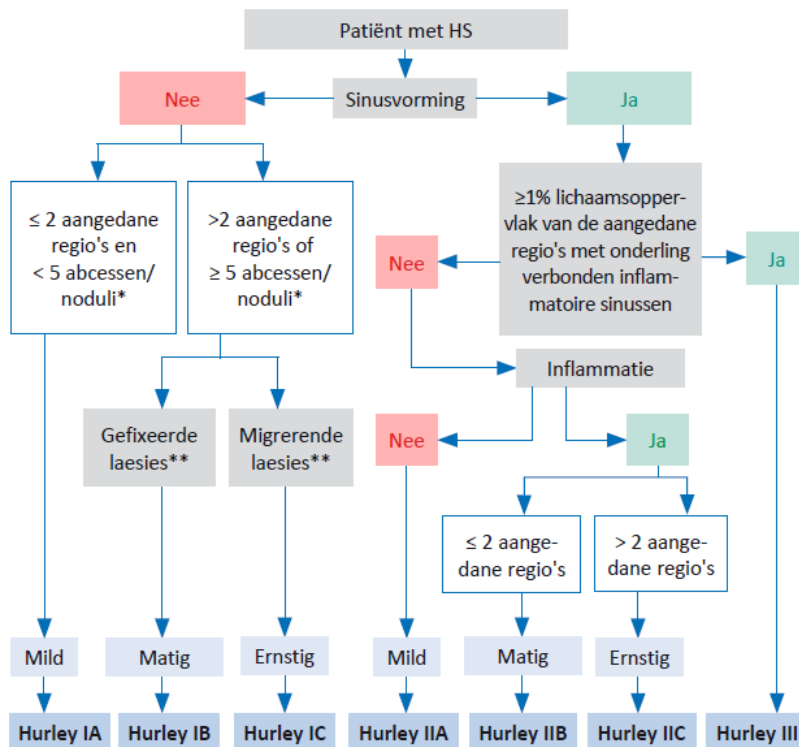 Patiënt met HS
Nee
Sinusvorming
Ja
≤ 2 aangedane
regio's en
< 5 abcessen/
noduli*
>2 aangedane
regio's of
≥ 5 abcessen/
noduli*
≥1% lichaamsopper-
vlak van de aangedane
regio's met onderling
verbonden inflam-
matoire sinussen
Nee
Ja
Inflammatie
Gefixeerde
laesies**
Migrerende
laesies**
Nee
Ja
≤ 2 aange-
dane regio's
> 2 aange-
dane regio's
Mild
Matig
Ernstig
Mild
Matig
Ernstig
Hurley IA
Hurley IB
Hurley IC
Hurley IIA
Hurley IIB
Hurley IIC
Hurley III